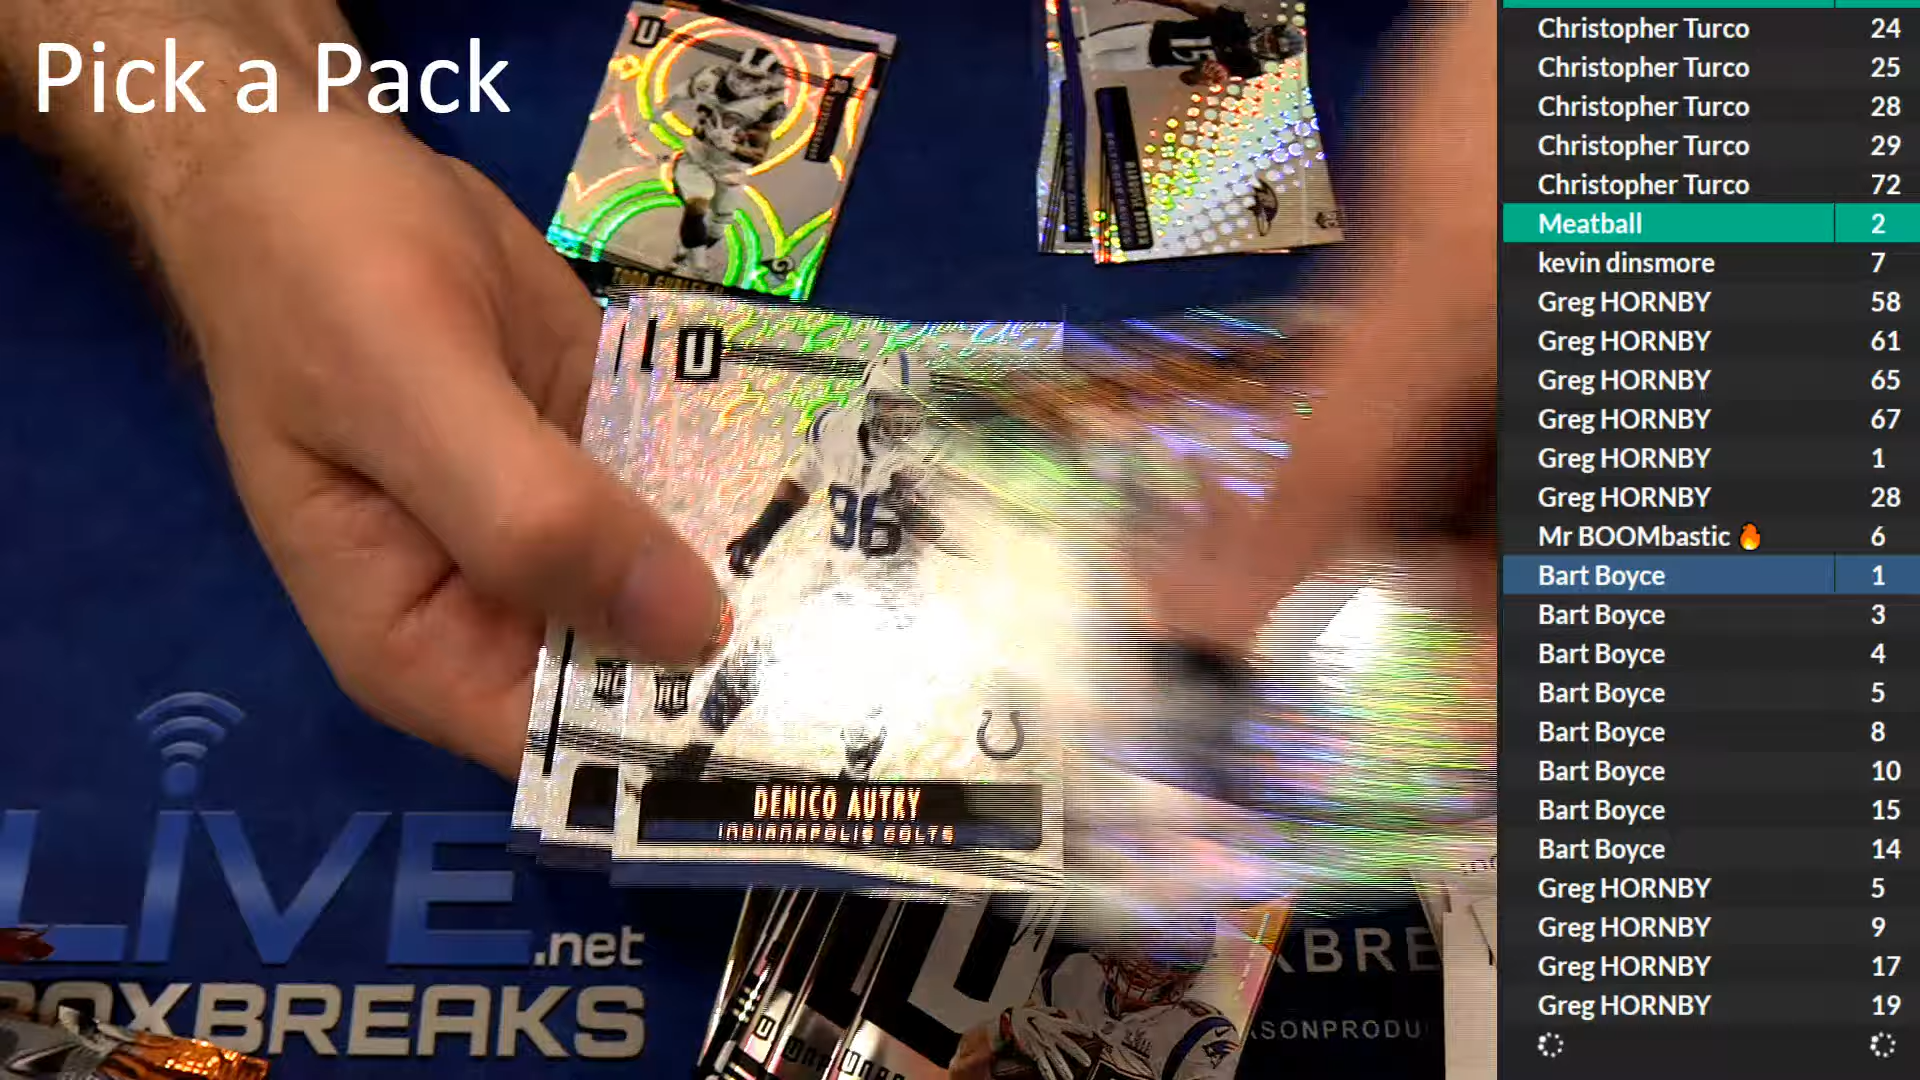 Pick a Pack
U
U
15
96
DENICO AUTRY
INDIANAPOLIS COLTS
LIVE
.net
BOXBREAKS
XBRE
SONPRODU
U
Christopher Turco 24
Christopher Turco 25
Christopher Turco 28
Christopher Turco 29
Christopher Turco 72
Meatball 2
kevin dinsmore 7
Greg HORNBY 58
Greg HORNBY 61
Greg HORNBY 65
Greg HORNBY 67
Greg HORNBY 1
Greg HORNBY 28
Mr BOOMbastic🔥 6
Bart Boyce 1
Bart Boyce 3
Bart Boyce 4
Bart Boyce 5
Bart Boyce 8
Bart Boyce 10
Bart Boyce 15
Bart Boyce 14
Greg HORNBY 5
Greg HORNBY 9
Greg HORNBY 17
Greg HORNBY 19